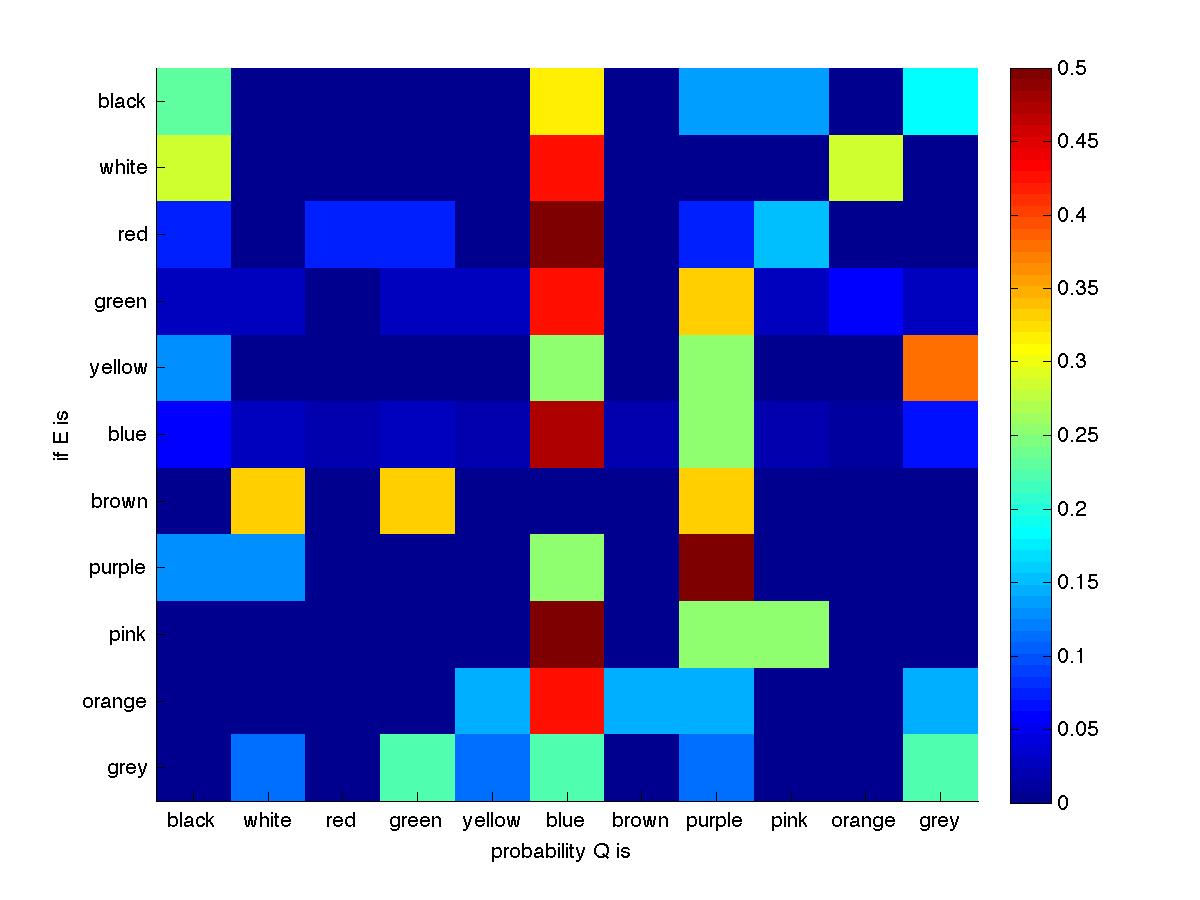 black
white
red
green
yellow
blue
brown
purple
pink
orange
grey
if E is
black white red green yellow blue brown purple pink orange grey
probability Q is
0.5
0.45
0.4
0.35
0.3
0.25
0.2
0.15
0.1
0.05
0